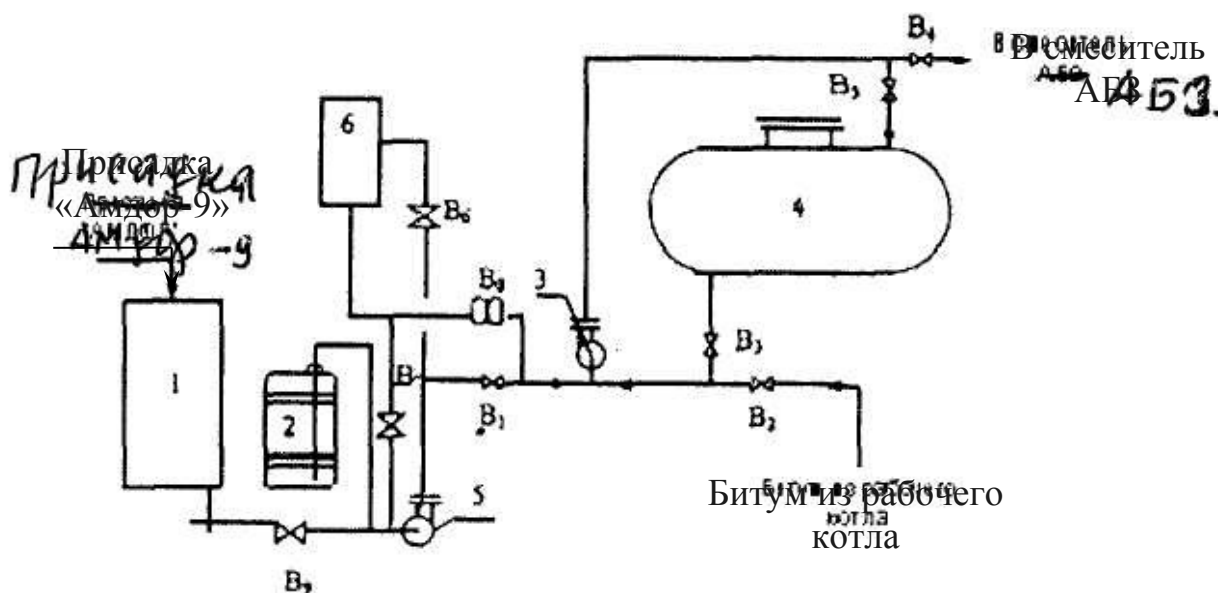 В₄
В смеситель
АБЗ
АБЗ.
В₅
6
Присадка
«Амдор-9»
В₆
4
В₈
3
1
2
В
В₁
В₃
В₂
5
Битум из рабочего
котла